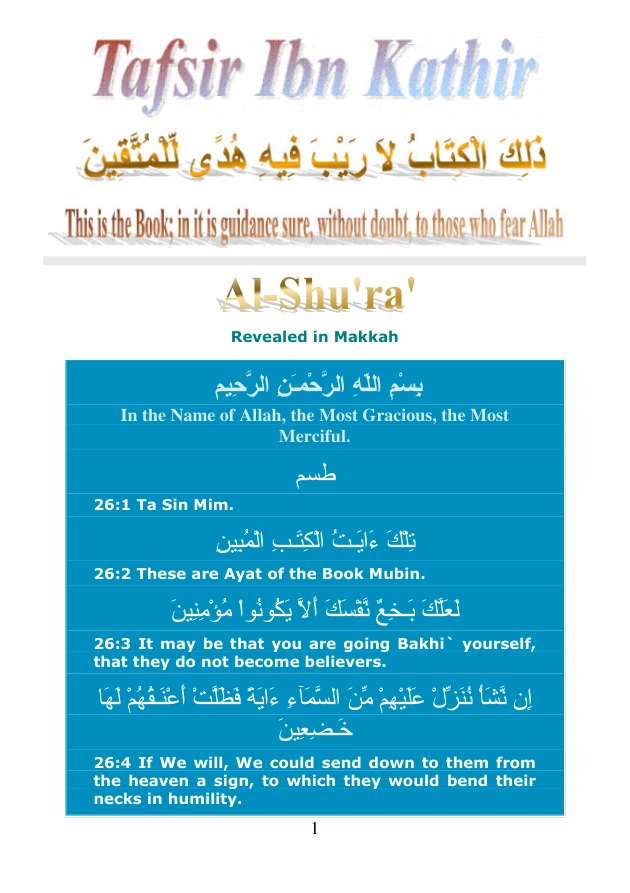 Tafsir Ibn Kathir
ذَلِكَ الْكِتَابُ لاَ رَيْبَ فِيهِ هُدًى لِّلْمُتَّقِينَ
This is the Book; in it is guidance sure, without doubt, to those who fear Allah
Al-Shu'ra'
Revealed in Makkah
بِسْمِ اللَّهِ الرَّحْمـَنِ الرَّحِيمِ
In the Name of Allah, the Most Gracious, the Most
Merciful.
طسم
26:1 Ta Sin Mim.
تِلْكَ ءَايَـتُ الْكِتَـبِ الْمُبِينِ
26:2 These are Ayat of the Book Mubin.
لَعَلَّكَ بَـخِعٌ نَّفْسَكَ أَلاَّ يَكُونُواْ مُؤْمِنِينَ
26:3 It may be that you are going Bakhi` yourself,
that they do not become believers.
إِن نَّشَأْ نُنَزِّلْ عَلَيْهِمْ مِّنَ السَّمَآءِ ءَايَةً فَظَلَّتْ أَعْنَـقُهُمْ لَهَا
خَـضِعِينَ
26:4 If We will, We could send down to them from
the heaven a sign, to which they would bend their
necks in humility.
1